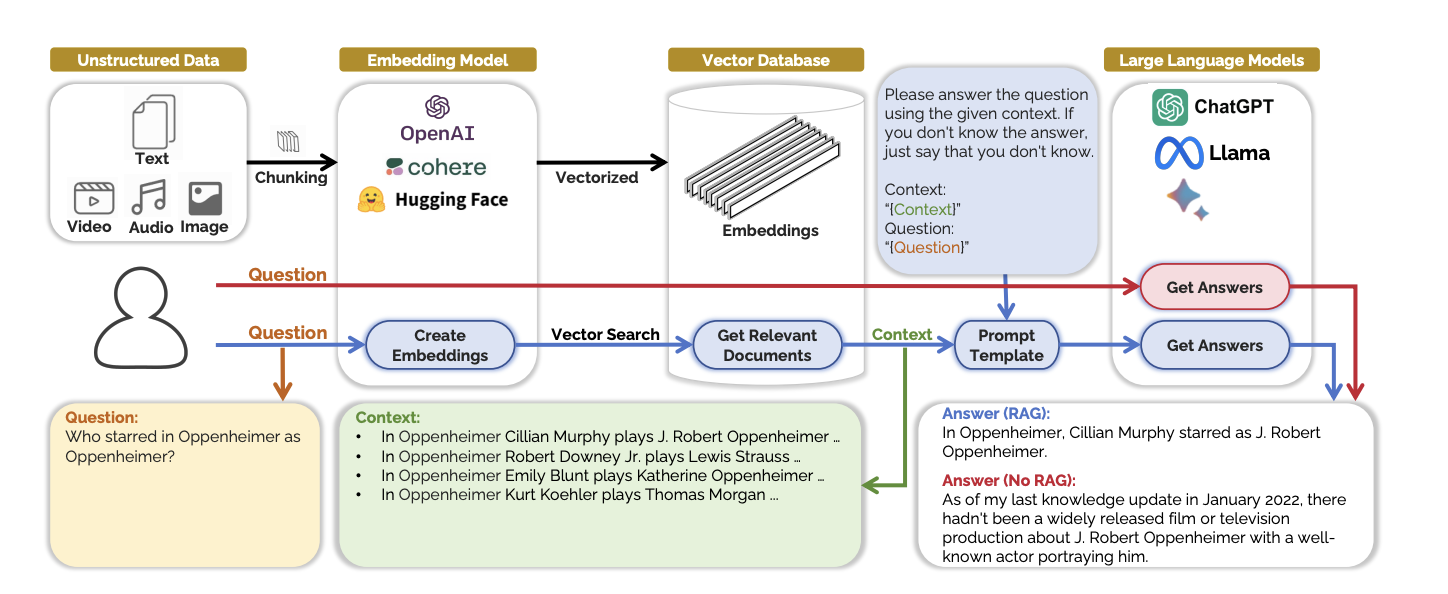 Unstructured Data
Embedding Model
Vector Database
Large Language Models
Text
Video
Audio
Image
Chunking
OpenAI
cohere
Hugging Face
Vectorized
Embeddings
Please answer the question
using the given context. If
you don't know the answer,
just say that you don't know.
Context:
"{Context}"
Question:
"{Question}"
ChatGPT
Llama
Question
Get Answers
Question
Create
Embeddings
Vector Search
Get Relevant
Documents
Context
Prompt
Template
Get Answers
Question:
Who starred in Oppenheimer as
Oppenheimer?
Context:
• In Oppenheimer Cillian Murphy plays J. Robert Oppenheimer ...
• In Oppenheimer Robert Downey Jr. plays Lewis Strauss ...
• In Oppenheimer Emily Blunt plays Katherine Oppenheimer ...
• In Oppenheimer Kurt Koehler plays Thomas Morgan ...
Answer (RAG):
In Oppenheimer, Cillian Murphy starred as J. Robert
Oppenheimer.
Answer (No RAG):
As of my last knowledge update in January 2022, there
hadn't been a widely released film or television
production about J. Robert Oppenheimer with a well-
known actor portraying him.